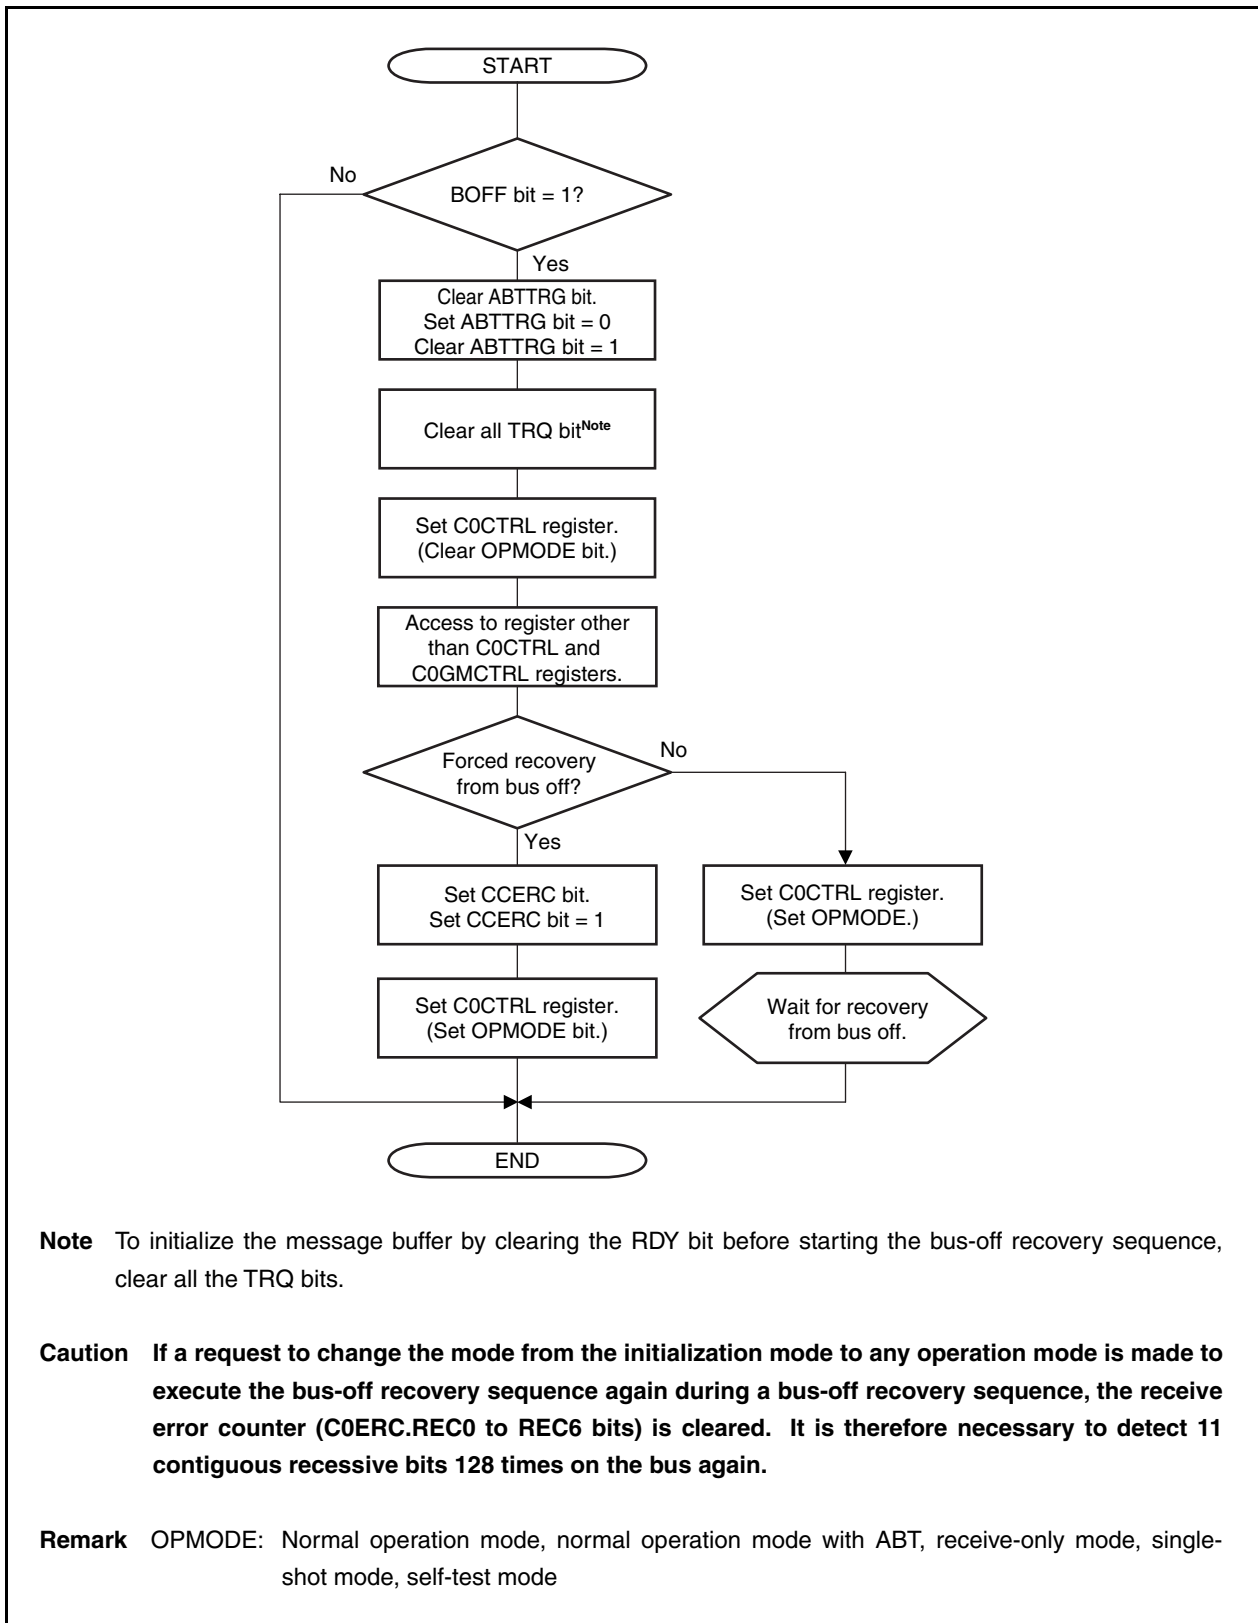 START
BOFF bit = 1?
No
Yes
Clear ABTTRG bit.
Set ABTTRG bit = 0
Clear ABTTRG bit = 1
Clear all TRQ bitNote
Set C0CTRL register.
(Clear OPMODE bit.)
Access to register other
than C0CTRL and
C0GMCTRL registers.
Forced recovery
from bus off?
No
Yes
Set CCERC bit.
Set CCERC bit = 1
Set C0CTRL register.
(Set OPMODE.)
Set C0CTRL register.
(Set OPMODE bit.)
Wait for recovery
from bus off.
END
Note To initialize the message buffer by clearing the RDY bit before starting the bus-off recovery sequence,
clear all the TRQ bits.
Caution If a request to change the mode from the initialization mode to any operation mode is made to
execute the bus-off recovery sequence again during a bus-off recovery sequence, the receive
error counter (C0ERC.REC0 to REC6 bits) is cleared. It is therefore necessary to detect 11
contiguous recessive bits 128 times on the bus again.
Remark OPMODE: Normal operation mode, normal operation mode with ABT, receive-only mode, single-
shot mode, self-test mode